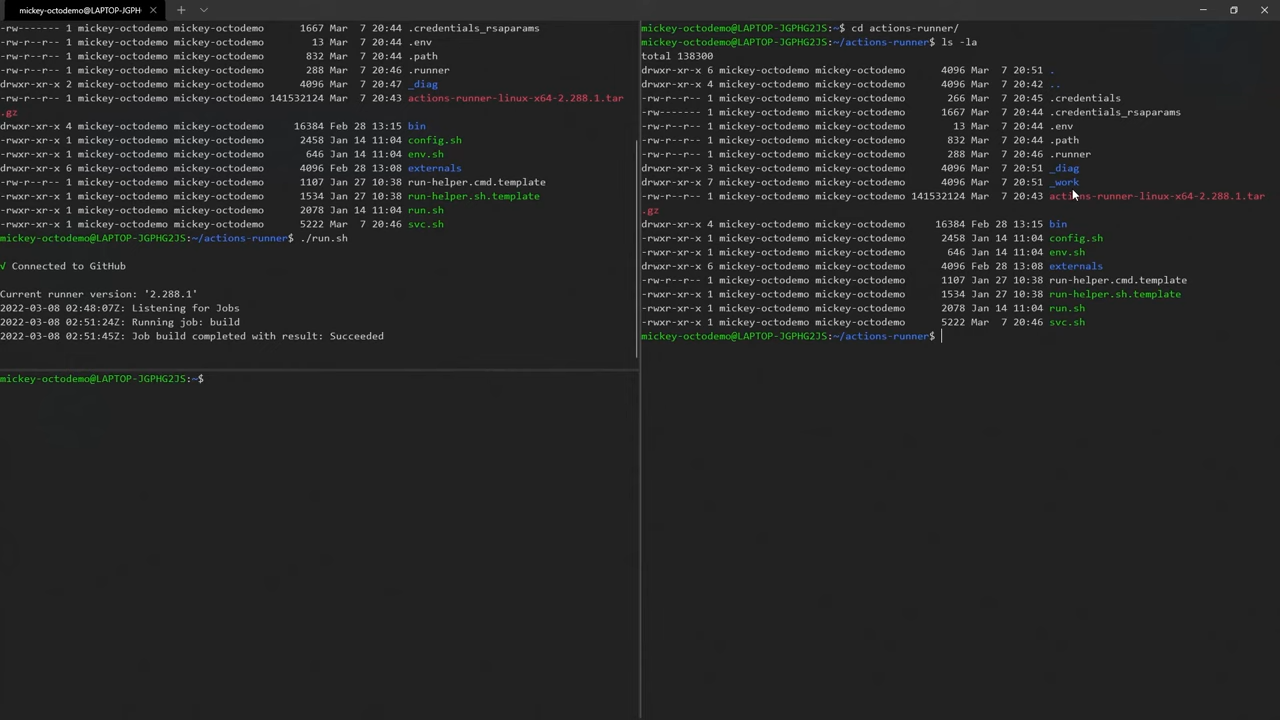 mickey-octodemo@LAPTOP-JGPH
-rw------- 1 mickey-octodemo mickey-octodemo      1667 Mar  7 20:44 .credentials_rsaparams
-rw-r--r-- 1 mickey-octodemo mickey-octodemo        13 Mar  7 20:44 .env
-rw-r--r-- 1 mickey-octodemo mickey-octodemo       832 Mar  7 20:44 .path
-rw-r--r-- 1 mickey-octodemo mickey-octodemo       288 Mar  7 20:46 .runner
drwxr-xr-x 2 mickey-octodemo mickey-octodemo      4096 Mar  7 20:47 _diag
-rw-r--r-- 1 mickey-octodemo mickey-octodemo 141532124 Mar  7 20:43 actions-runner-linux-x64-2.288.1.tar
.gz
drwxr-xr-x 4 mickey-octodemo mickey-octodemo     16384 Feb 28 13:15 bin
-rwxr-xr-x 1 mickey-octodemo mickey-octodemo      2458 Jan 14 11:04 config.sh
-rwxr-xr-x 1 mickey-octodemo mickey-octodemo       646 Jan 14 11:04 env.sh
drwxr-xr-x 6 mickey-octodemo mickey-octodemo      4096 Feb 28 13:08 externals
-rw-r--r-- 1 mickey-octodemo mickey-octodemo      1107 Jan 27 10:38 run-helper.cmd.template
-rwxr-xr-x 1 mickey-octodemo mickey-octodemo      1534 Jan 27 10:38 run-helper.sh.template
-rwxr-xr-x 1 mickey-octodemo mickey-octodemo      2078 Jan 14 11:04 run.sh
-rwxr-xr-x 1 mickey-octodemo mickey-octodemo      5222 Mar  7 20:46 svc.sh
mickey-octodemo@LAPTOP-JGPHG2JS:~/actions-runner$ ./run.sh
√ Connected to GitHub
Current runner version: '2.288.1'
2022-03-08 02:48:07Z: Listening for Jobs
2022-03-08 02:51:24Z: Running job: build
2022-03-08 02:51:45Z: Job build completed with result: Succeeded
mickey-octodemo@LAPTOP-JGPHG2JS:~$
mickey-octodemo@LAPTOP-JGPHG2JS:~$ cd actions-runner/
mickey-octodemo@LAPTOP-JGPHG2JS:~/actions-runner$ ls -la
total 138300
drwxr-xr-x 6 mickey-octodemo mickey-octodemo      4096 Mar  7 20:51 .
drwxr-xr-x 4 mickey-octodemo mickey-octodemo      4096 Mar  7 20:42 ..
-rw-r--r-- 1 mickey-octodemo mickey-octodemo       266 Mar  7 20:45 .credentials
-rw------- 1 mickey-octodemo mickey-octodemo      1667 Mar  7 20:44 .credentials_rsaparams
-rw-r--r-- 1 mickey-octodemo mickey-octodemo        13 Mar  7 20:44 .env
-rw-r--r-- 1 mickey-octodemo mickey-octodemo       832 Mar  7 20:44 .path
-rw-r--r-- 1 mickey-octodemo mickey-octodemo       288 Mar  7 20:46 .runner
drwxr-xr-x 3 mickey-octodemo mickey-octodemo      4096 Mar  7 20:51 _diag
drwxr-xr-x 7 mickey-octodemo mickey-octodemo      4096 Mar  7 20:51 _work
-rw-r--r-- 1 mickey-octodemo mickey-octodemo 141532124 Mar  7 20:43 actions-runner-linux-x64-2.288.1.tar
.gz
drwxr-xr-x 4 mickey-octodemo mickey-octodemo     16384 Feb 28 13:15 bin
-rwxr-xr-x 1 mickey-octodemo mickey-octodemo      2458 Jan 14 11:04 config.sh
-rwxr-xr-x 1 mickey-octodemo mickey-octodemo       646 Jan 14 11:04 env.sh
drwxr-xr-x 6 mickey-octodemo mickey-octodemo      4096 Feb 28 13:08 externals
-rw-r--r-- 1 mickey-octodemo mickey-octodemo      1107 Jan 27 10:38 run-helper.cmd.template
-rwxr-xr-x 1 mickey-octodemo mickey-octodemo      1534 Jan 27 10:38 run-helper.sh.template
-rwxr-xr-x 1 mickey-octodemo mickey-octodemo      2078 Jan 14 11:04 run.sh
-rwxr-xr-x 1 mickey-octodemo mickey-octodemo      5222 Mar  7 20:46 svc.sh
mickey-octodemo@LAPTOP-JGPHG2JS:~/actions-runner$